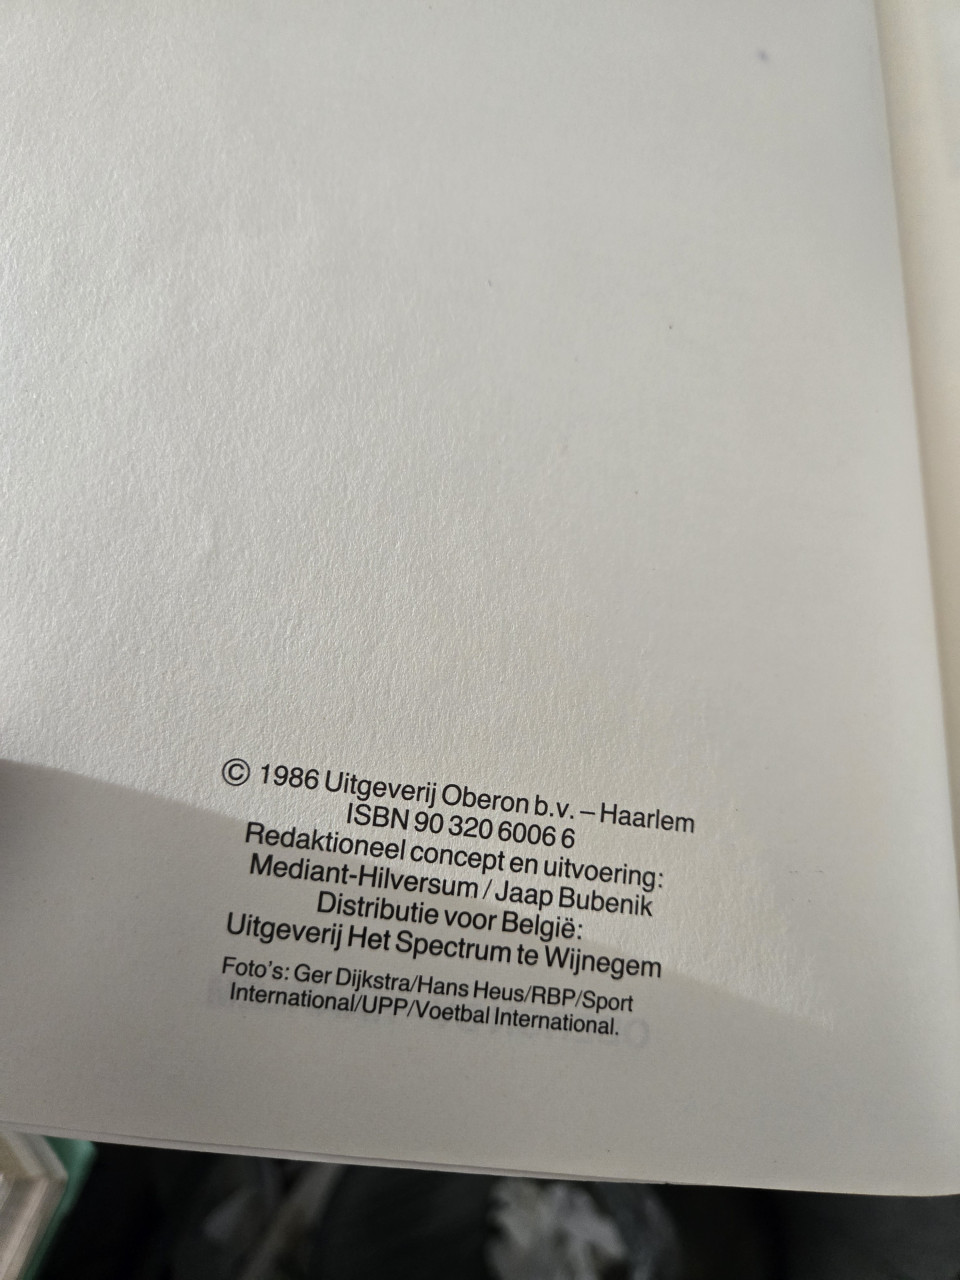 © 1986 Uitgeverij Oberon b.v. – Haarlem
ISBN 90 320 6006 6
Redaktioneel concept en uitvoering:
Mediant-Hilversum / Jaap Bubenik
Distributie voor België:
Uitgeverij Het Spectrum te Wijnegem
Foto's: Ger Dijkstra/Hans Heus/RBP/Sport
International/UPP/Voetbal International.